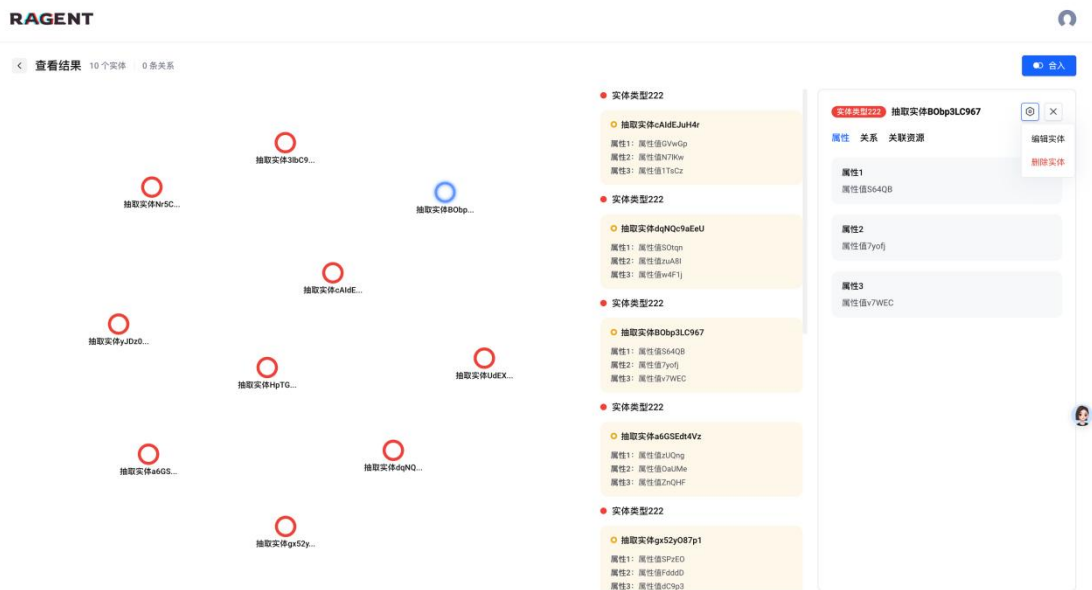 RAGENT
查看结果 10 个实体 0 条关系
合入
抽取实体3IbC9...
抽取实体Nr5C...
抽取实体BObp...
抽取实体cAIdE...
抽取实体yJDz0...
抽取实体HpTG...
抽取实体UdEX...
抽取实体a6GS...
抽取实体dqNQ...
抽取实体gx52y...
实体类型222
抽取实体cAIdEJuH4r
属性1： 属性值GVwGp
属性2： 属性值N7IKw
属性3： 属性值1TsCz
实体类型222
抽取实体dqNQc9aEeU
属性1： 属性值SOtqn
属性2： 属性值zuA8I
属性3： 属性值w4F1j
实体类型222
抽取实体BObp3LC967
属性1： 属性值S64QB
属性2： 属性值7yofj
属性3： 属性值v7WEC
实体类型222
抽取实体a6GSEdt4Vz
属性1： 属性值zUQng
属性2： 属性值OaUMe
属性3： 属性值ZnQHF
实体类型222
抽取实体gx52yO87p1
属性1： 属性值SPzEO
属性2： 属性值FdddD
属性3： 属性值dC9p3
实体类型222 抽取实体BObp3LC967
属性 关系 关联资源
编辑实体
删除实体
属性1
属性值S64QB
属性2
属性值7yofj
属性3
属性值v7WEC